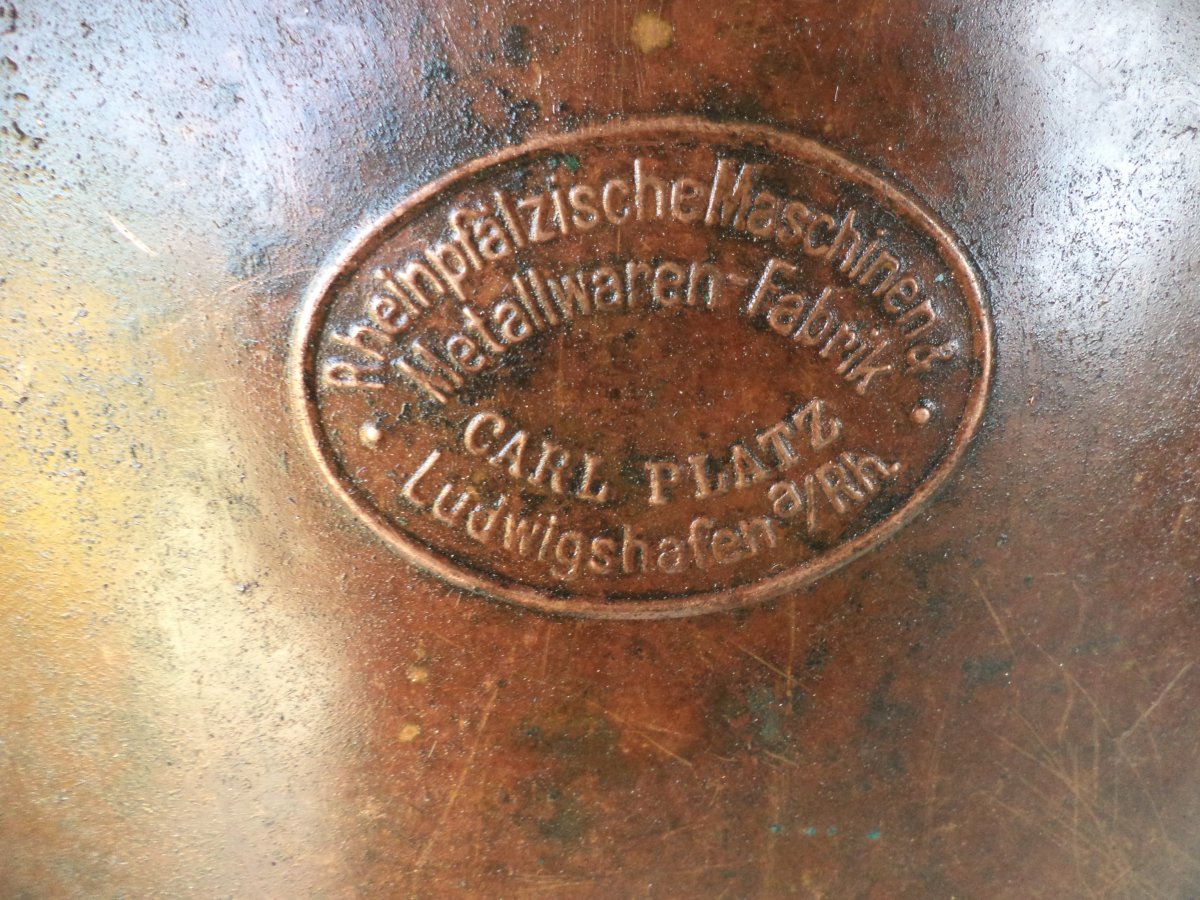 Rheinpfälzische Maschinen &
Metallwaren-Fabrik
CARL PLATZ
Ludwigshafen a/Rh.